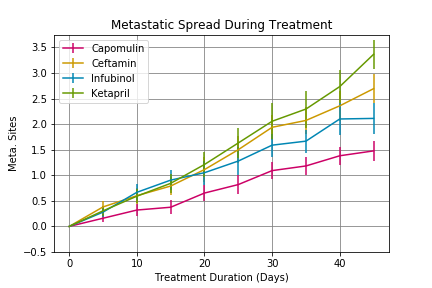 Metastatic Spread During Treatment
Capomulin
Ceftamin
Infubinol
Ketapril
3.5
3.0
2.5
2.0
1.5
1.0
0.5
0.0
−0.5
Meta. Sites
0 10 20 30 40
Treatment Duration (Days)